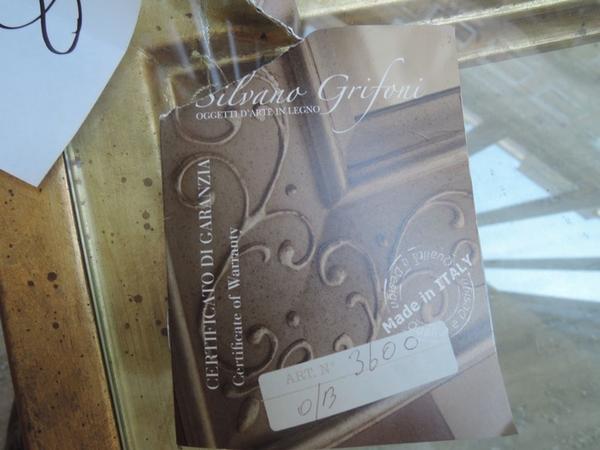 Silvano Grifoni
OGGETTI D'ARTE IN LEGNO
CERTIFICATO DI GARANZIA
Certificate of Warranty
Made in ITALY
ART. N° 3600
O/B